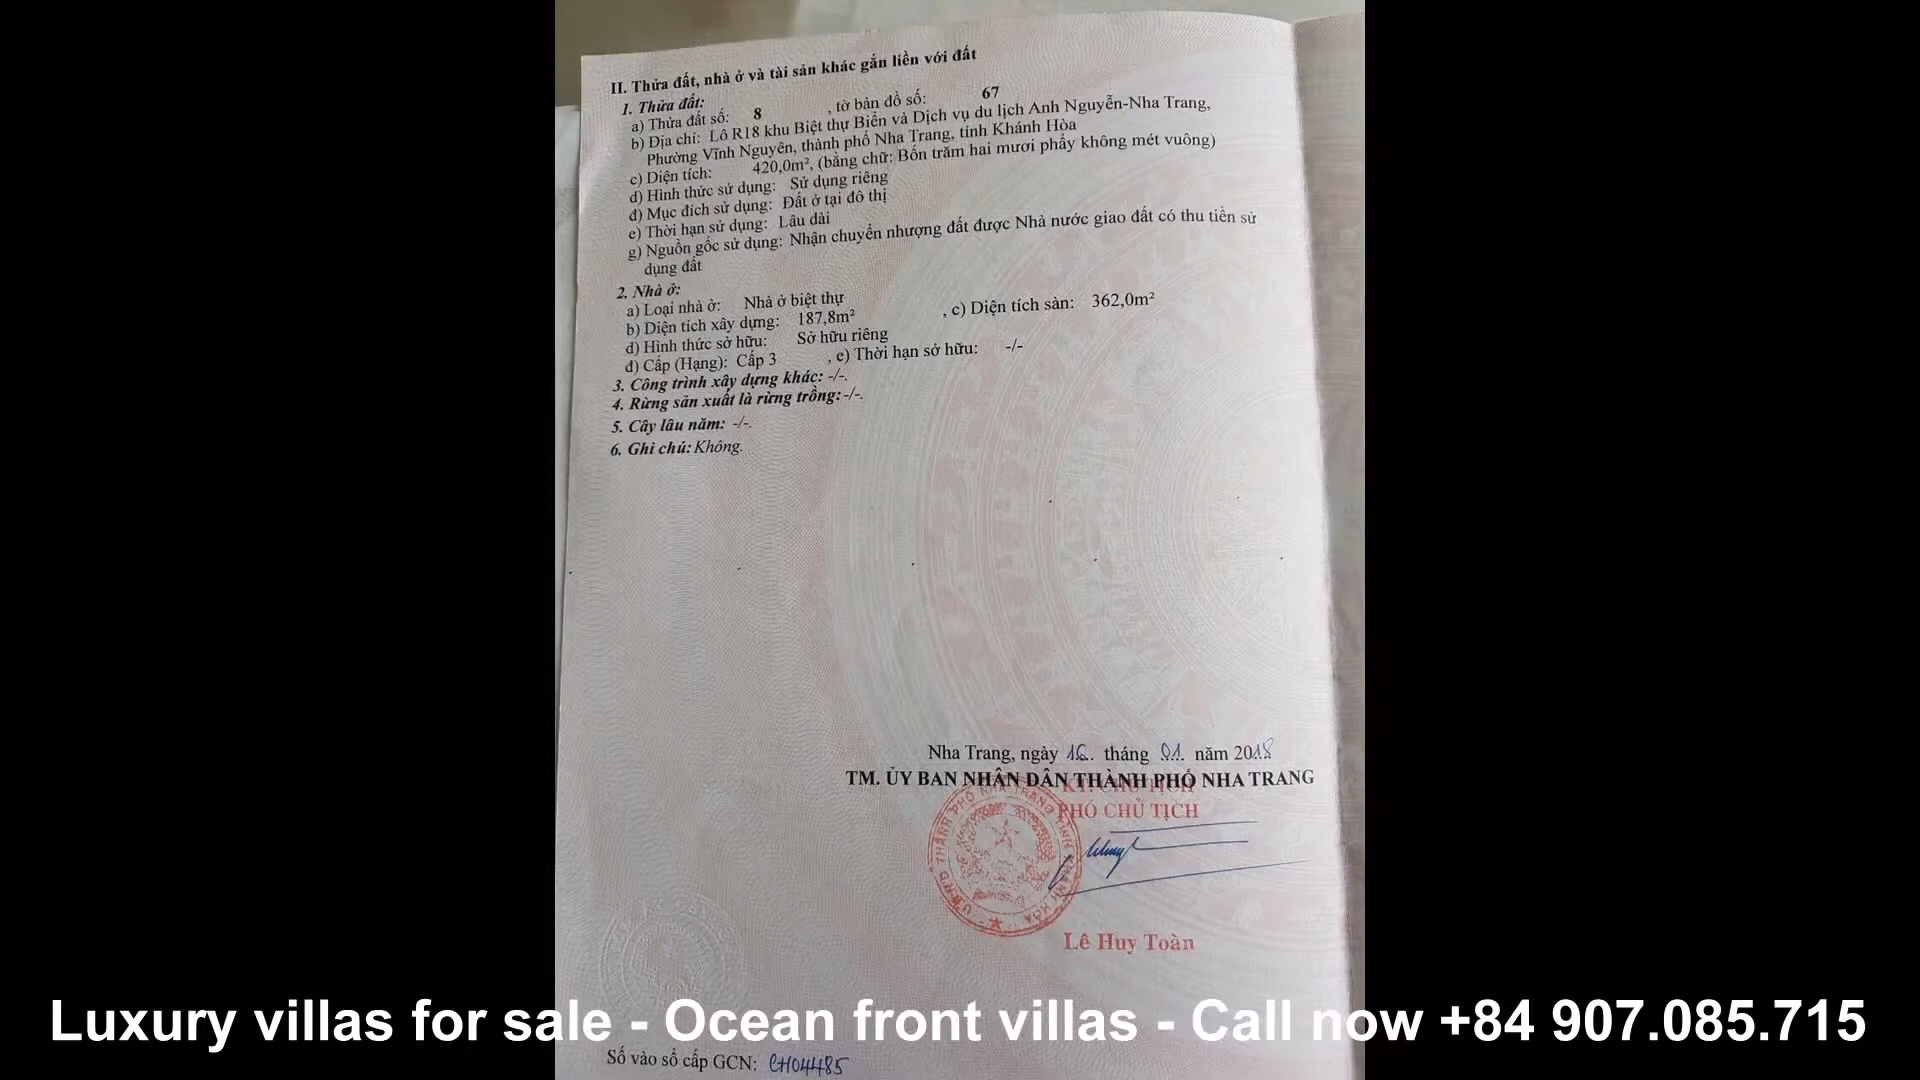 II. Thửa đất, nhà ở và tài sản khác gắn liền với đất
1. Thửa đất:
a) Thửa đất số: 8 , tờ bản đồ số: 67
b) Địa chỉ: Lô R18 khu Biệt thự Biển và Dịch vụ du lịch Anh Nguyễn-Nha Trang,
Phường Vĩnh Nguyên, thành phố Nha Trang, tỉnh Khánh Hòa
c) Diện tích: 420,0m², (bằng chữ: Bốn trăm hai mươi phẩy không mét vuông)
d) Hình thức sử dụng: Sử dụng riêng
đ) Mục đích sử dụng: Đất ở tại đô thị
e) Thời hạn sử dụng: Lâu dài
g) Nguồn gốc sử dụng: Nhận chuyển nhượng đất được Nhà nước giao đất có thu tiền sử
dụng đất
2. Nhà ở:
a) Loại nhà ở: Nhà ở biệt thự
b) Diện tích xây dựng: 187,8m² , c) Diện tích sàn: 362,0m²
d) Hình thức sở hữu: Sở hữu riêng
đ) Cấp (Hạng): Cấp 3 , e) Thời hạn sở hữu: -/-
3. Công trình xây dựng khác: -/-.
4. Rừng sản xuất là rừng trồng: -/-.
5. Cây lâu năm: -/-.
6. Ghi chú: Không.
Nha Trang, ngày 16 tháng 01 năm 2018
TM. ỦY BAN NHÂN DÂN THÀNH PHỐ NHA TRANG
KT. CHỦ TỊCH
PHÓ CHỦ TỊCH
U.B.N.D THÀNH PHỐ NHA TRANG TỈNH KHÁNH HÒA
Lê Huy Toàn
Luxury villas for sale - Ocean front villas - Call now +84 907.085.715
Số vào sổ cấp GCN: CH04485